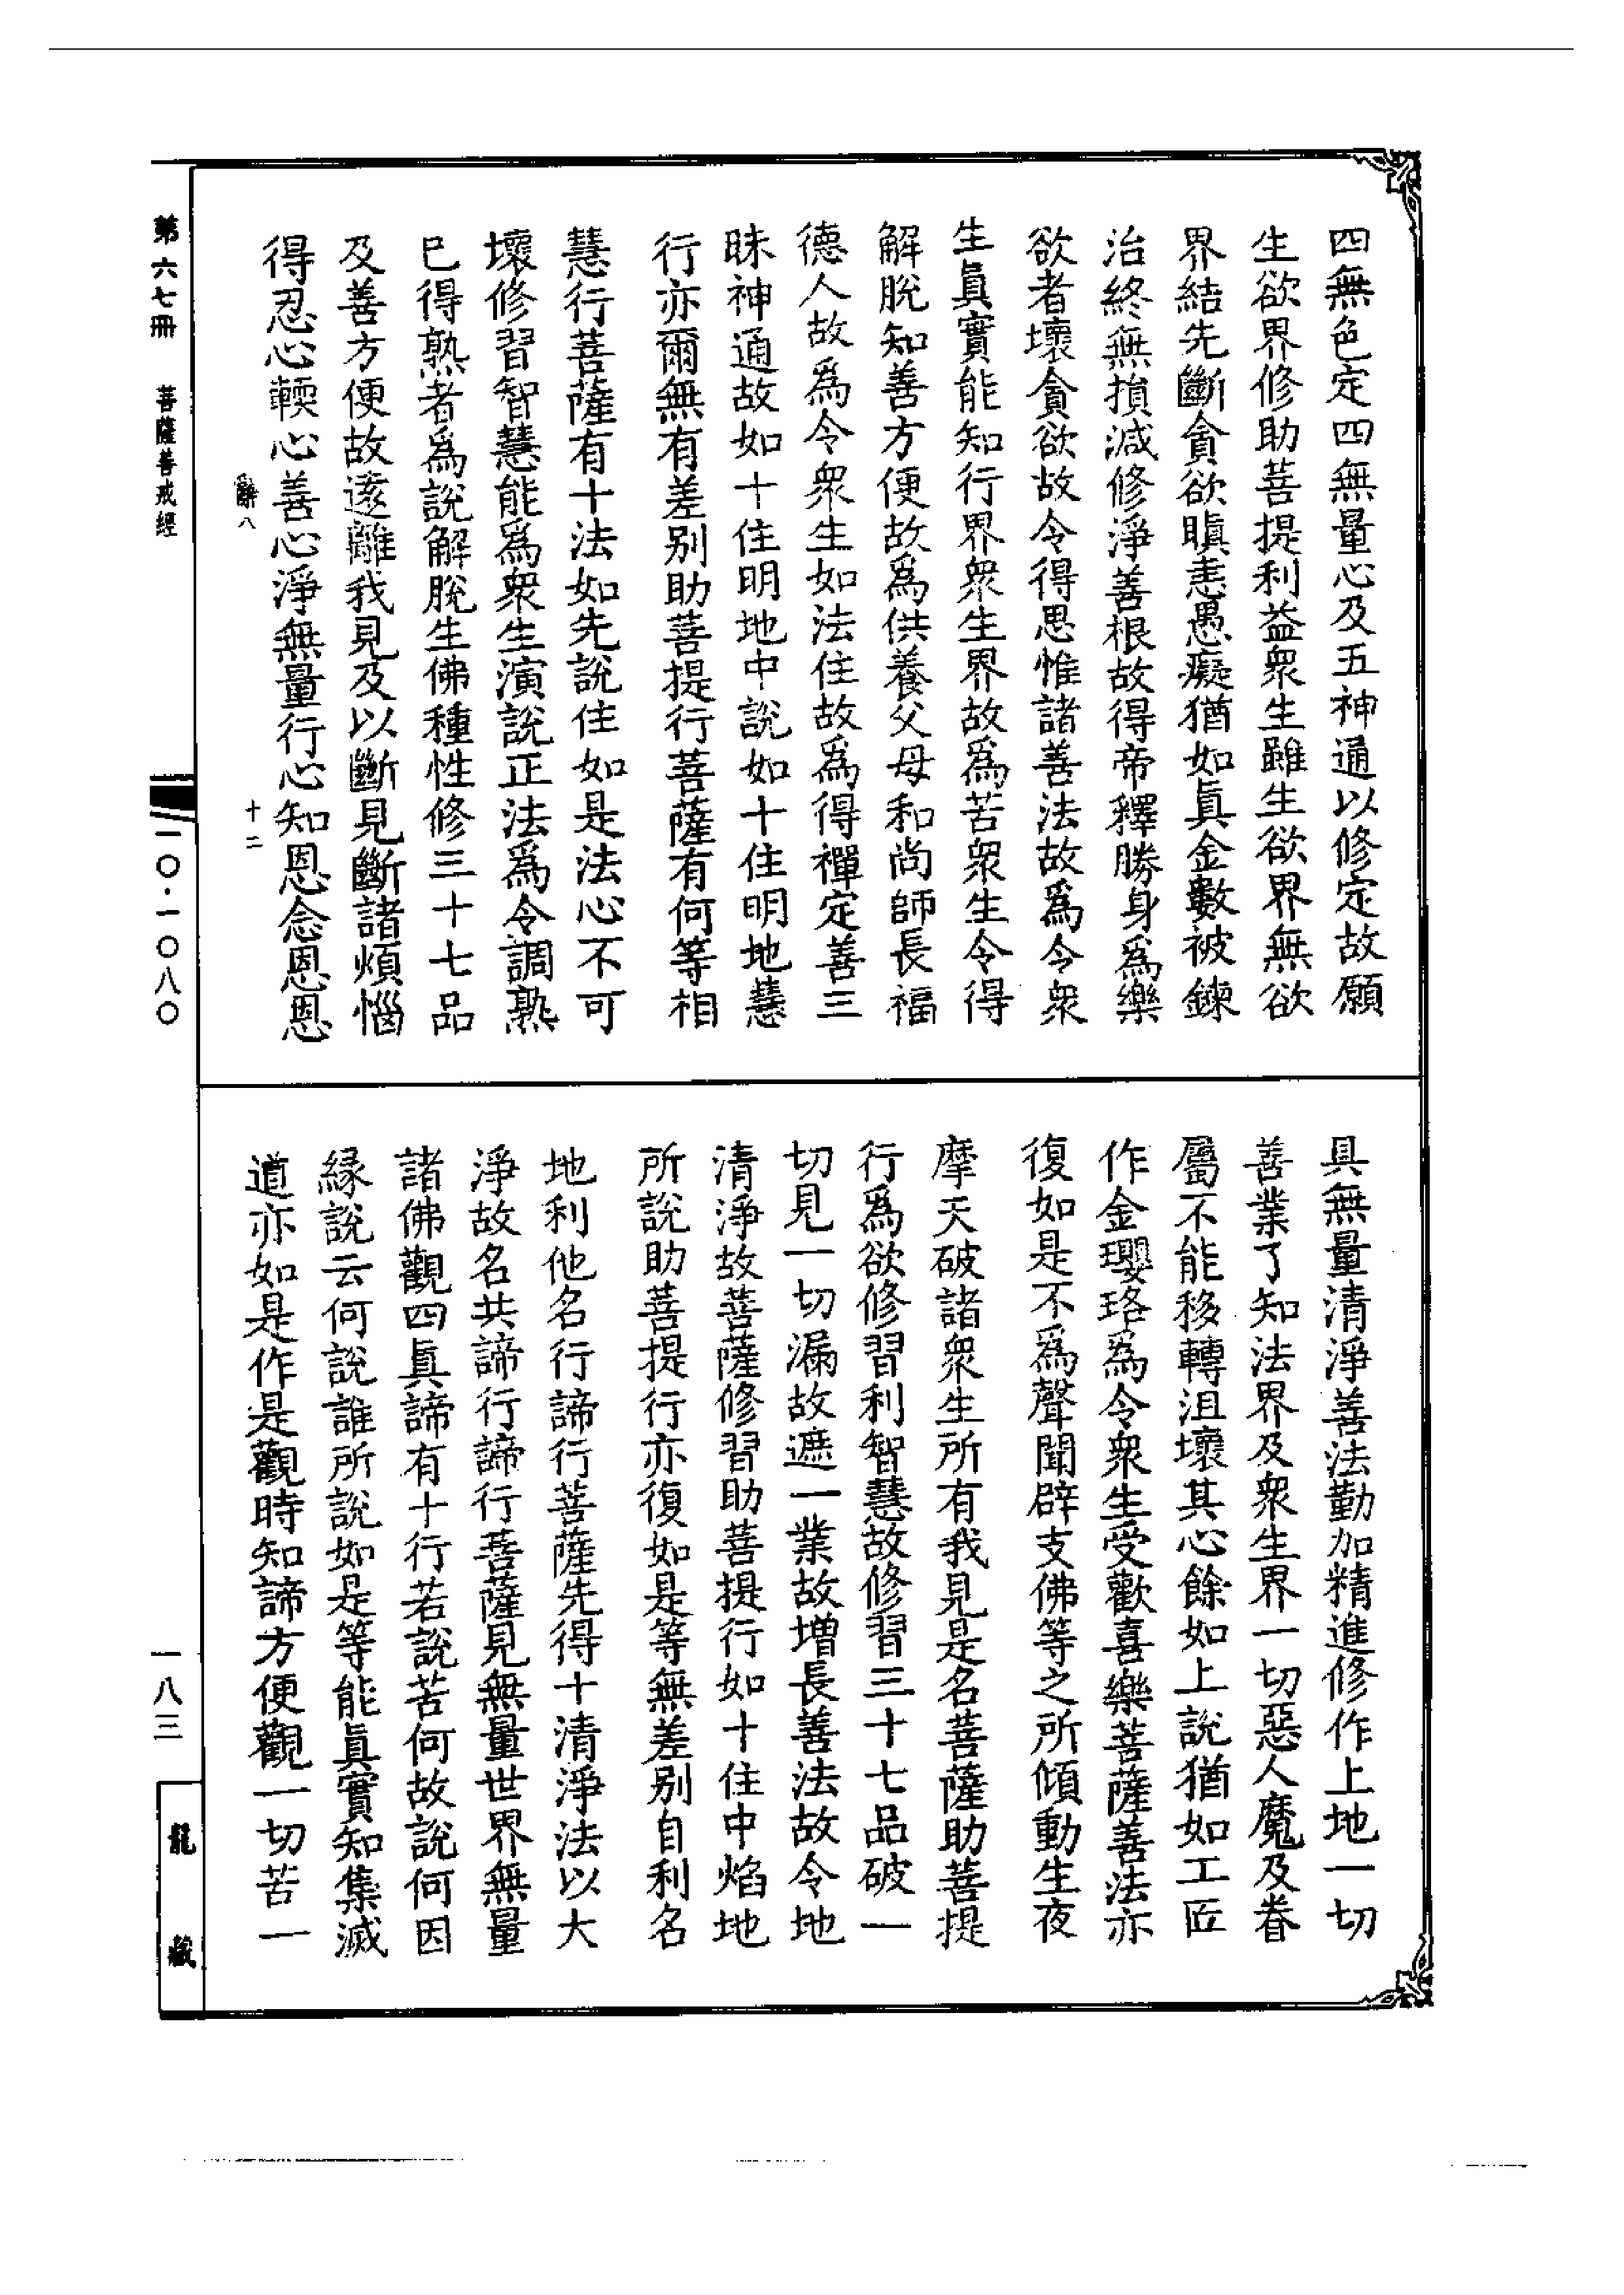 四無色定四無量心及五神通以修定故願
生欲界修助菩提利益衆生雖生欲界無欲
界結先斷貪欲瞋恚愚癡猶如眞金數被鍊
治終無損減修淨善根故得帝釋勝身爲樂
欲者壞貪欲故令得思惟諸善法故爲令衆
生眞實能知行界衆生界故爲苦衆生令得
解脫知善方便故爲供養父母和尚師長福
德人故爲令衆生如法住故爲得禪定善三
昧神通故如十住明地中說如十住明地慧
行亦爾無有差别助菩提行菩薩有何等相
慧行菩薩有十法如先說住如是法心不可
壞修習智慧能爲衆生演說正法爲令調熟
已得熟者爲說解脫生佛種性修三十七品
及善方便故遠離我見及以斷見斷諸煩惱
得忍心輭心善心淨無量行心知恩念恩恩
具無量清淨善法勤加精進修作上地一切
善業了知法界及衆生界一切惡人魔及眷
屬不能移轉沮壞其心餘如上說猶如工匠
作金瓔珞爲令衆生受歡喜樂菩薩善法亦
復如是不爲聲聞辟支佛等之所傾動生夜
摩天破諸衆生所有我見是名菩薩助菩提
行爲欲修習利智慧故修習三十七品破一
切見一切漏故遮一業故增長善法故令地
清淨故菩薩修習助菩提行如十住中焰地
所說助菩提行亦復如是等無差别自利名
地利他名行諦行菩薩先得十清淨法以大
淨故名共諦行諦行菩薩見無量世界無量
諸佛觀四眞諦有十行若說苦何故說何因
緣說云何說誰所說如是等能眞實知集滅
道亦如是作是觀時知諦方便觀一切苦一
第六七冊 菩薩善戒經
八
十二
一〇·一〇八〇
一八三
龍藏